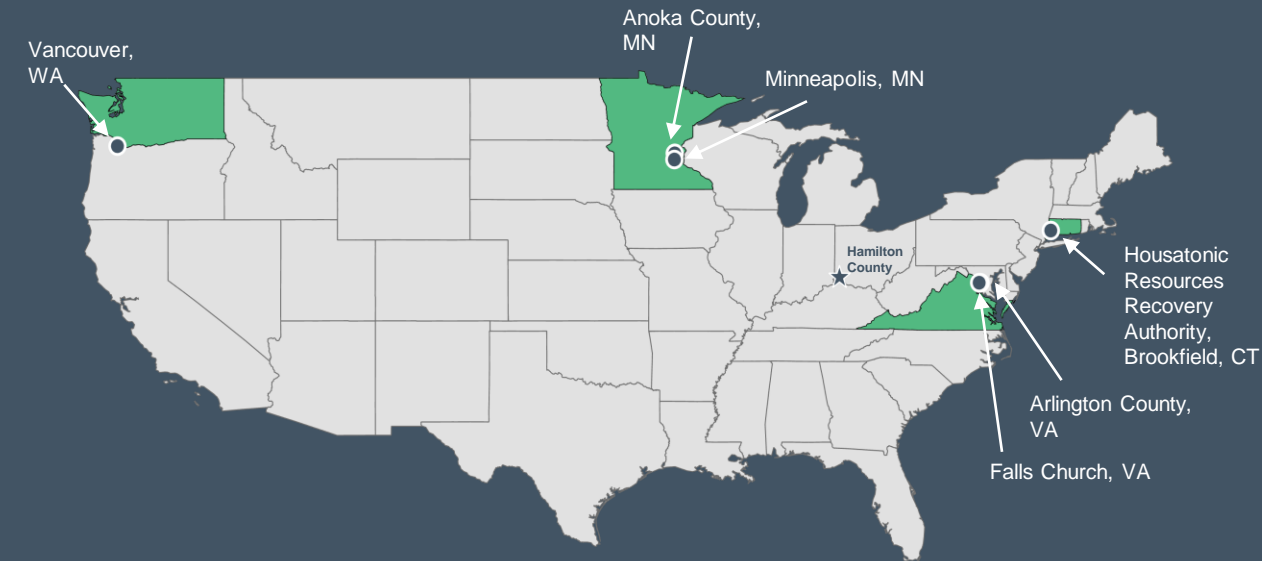 Anoka County,
MN
Vancouver,
WA
Minneapolis, MN
Hamilton
County
Housatonic
Resources
Recovery
Authority,
Brookfield, CT
Arlington County,
VA
Falls Church, VA